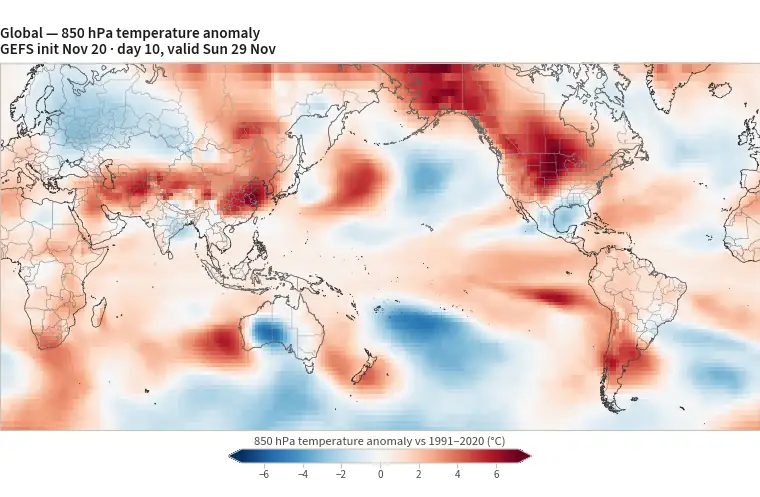 Global — 850 hPa temperature anomaly
GEFS init Nov 20 · day 10, valid Sun 29 Nov
850 hPa temperature anomaly vs 1991–2020 (°C)
−6 −4 −2 0 2 4 6